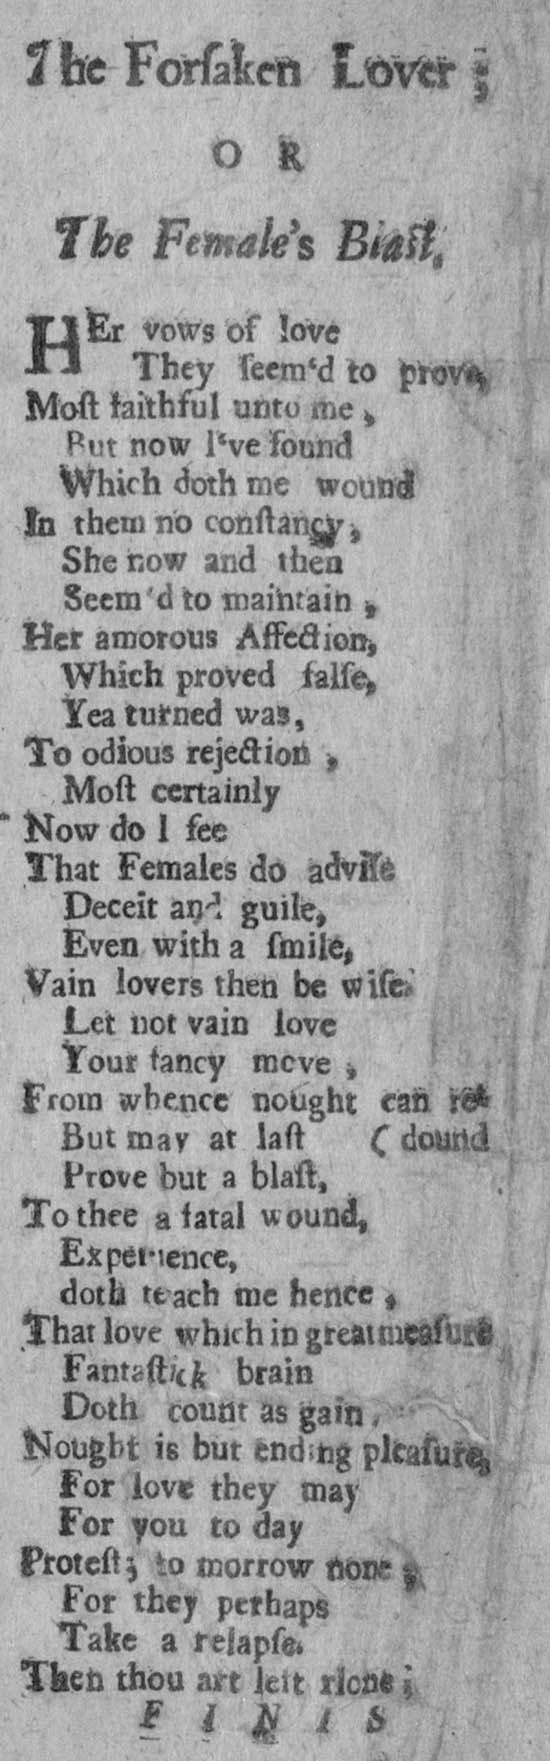 The Forſaken Lover;
O R
The Female's Blaſt.
HEr vows of love
They ſeem‘d to prove,
Moſt faithful unto me,
But now I‘ve found
Which doth me wound
In them no conſtancy,
She now and then
Seem‘d to maintain,
Her amorous Affection,
Which proved falſe,
Yea turned was,
To odious rejection,
Moſt certainly
Now do I ſee
That Females do adviſe
Deceit and guile,
Even with a ſmile,
Vain lovers then be wiſe.
Let not vain love
Your fancy move,
From whence nought can re-
But may at laſt ( dound
Prove but a blaſt,
To thee a fatal wound,
Experience,
doth teach me hence,
That love which in great meaſure
Fantaſtick brain
Doth count as gain,
Nought is but ending pleaſure,
For love they may
For you to day
Proteſt; to morrow none;
For they perhaps
Take a relapſe.
Then thou art left alone;
F I N I S